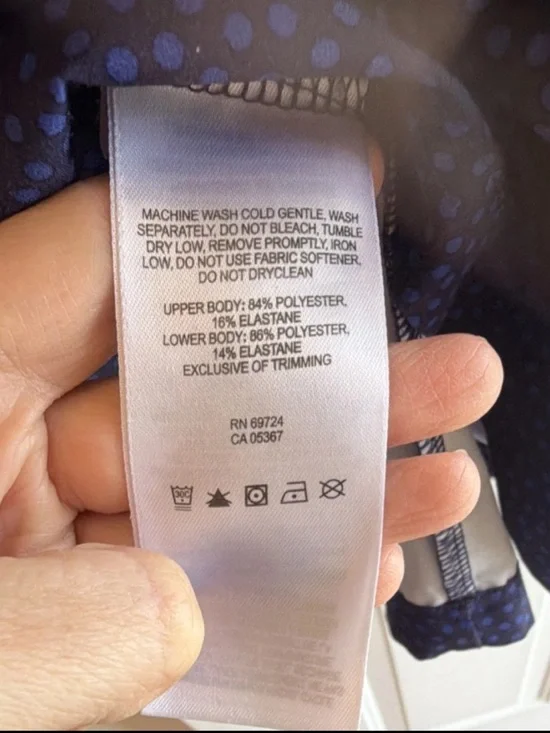 MACHINE WASH COLD GENTLE, WASH
SEPARATELY, DO NOT BLEACH, TUMBLE
DRY LOW, REMOVE PROMPTLY, IRON
LOW, DO NOT USE FABRIC SOFTENER,
DO NOT DRYCLEAN
UPPER BODY: 84% POLYESTER,
16% ELASTANE
LOWER BODY: 86% POLYESTER,
14% ELASTANE
EXCLUSIVE OF TRIMMING
RN 69724
CA 05367
30C